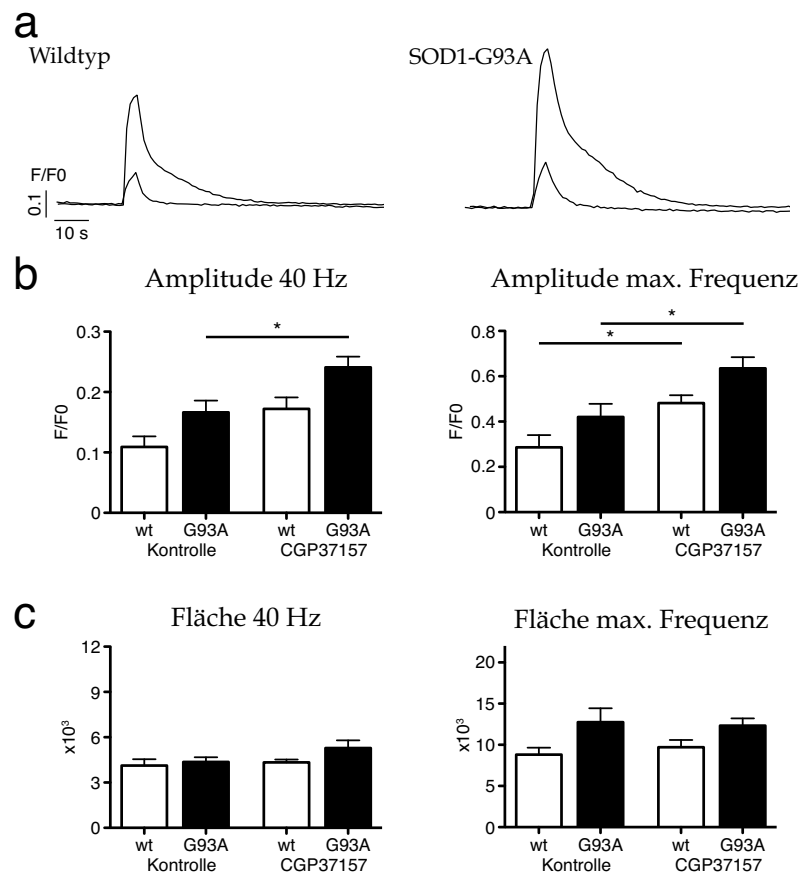 a
Wildtyp
SOD1-G93A
F/F0
0.1
10 s
b
Amplitude 40 Hz
Amplitude max. Frequenz
F/F0
0.3
0.2
0.1
0
*
wt G93A wt G93A
Kontrolle CGP37157
F/F0
0.8
0.6
0.4
0.2
0
*
*
wt G93A wt G93A
Kontrolle CGP37157
c
Fläche 40 Hz
Fläche max. Frequenz
x10³
12
9
6
3
0
wt G93A wt G93A
Kontrolle CGP37157
x10³
20
15
10
5
0
wt G93A wt G93A
Kontrolle CGP37157